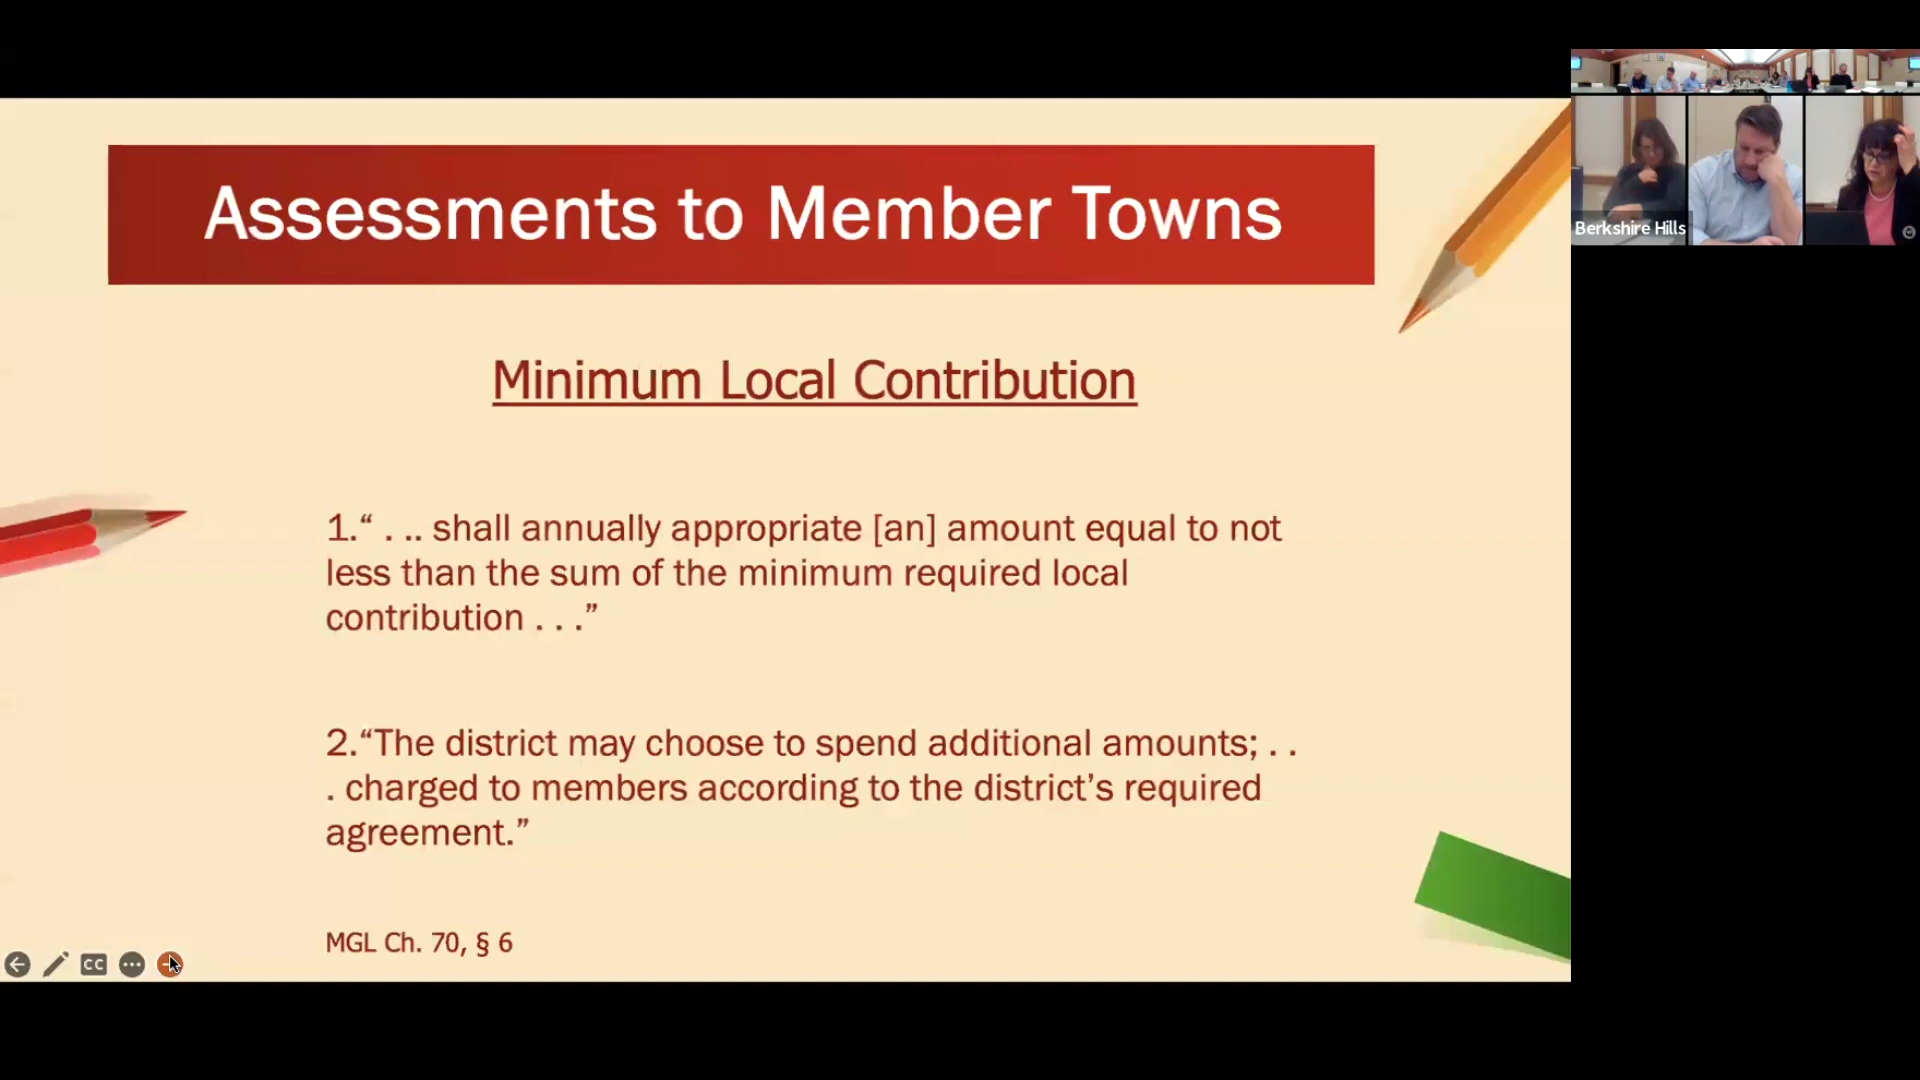 Assessments to Member Towns
Minimum Local Contribution
1.“ . .. shall annually appropriate [an] amount equal to not
less than the sum of the minimum required local
contribution . . .”
2.“The district may choose to spend additional amounts; . .
. charged to members according to the district’s required
agreement.”
MGL Ch. 70, § 6
CC
Berkshire Hills